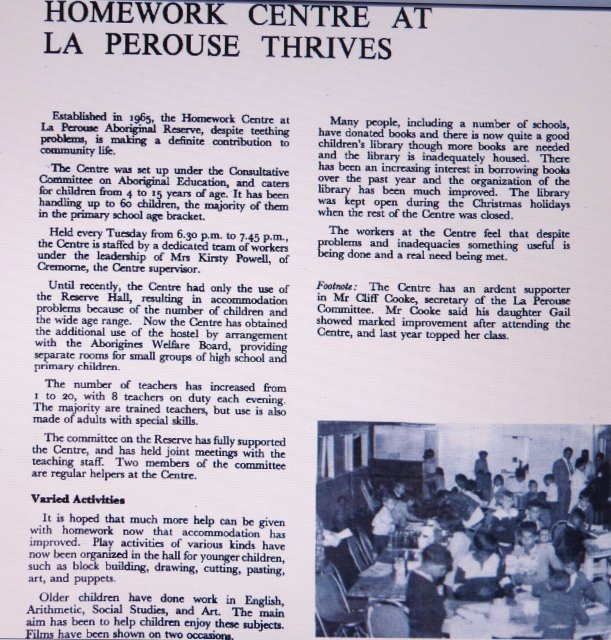 HOMEWORK CENTRE AT
LA PEROUSE THRIVES
Established in 1965, the Homework Centre at
La Perouse Aboriginal Reserve, despite teething
problems, is making a definite contribution to
community life.
The Centre was set up under the Consultative
Committee on Aboriginal Education, and caters
for children from 4 to 15 years of age. It has been
handling up to 60 children, the majority of them
in the primary school age bracket.
Held every Tuesday from 6.30 p.m. to 7.45 p.m.,
the Centre is staffed by a dedicated team of workers
under the leadership of Mrs Kirsty Powell, of
Cremorne, the Centre supervisor.
Until recently, the Centre had only the use of
the Reserve Hall, resulting in accommodation
problems because of the number of children and
the wide age range. Now the Centre has obtained
the additional use of the hostel by arrangement
with the Aborigines Welfare Board, providing
separate rooms for small groups of high school and
primary children.
The number of teachers has increased from
1 to 20, with 8 teachers on duty each evening.
The majority are trained teachers, but use is also
made of adults with special skills.
The committee on the Reserve has fully supported
the Centre, and has held joint meetings with the
teaching staff. Two members of the committee
are regular helpers at the Centre.
Varied Activities
It is hoped that much more help can be given
with homework now that accommodation has
improved. Play activities of various kinds have
now been organized in the hall for younger children,
such as block building, drawing, cutting, pasting,
art, and puppets.
Older children have done work in English,
Arithmetic, Social Studies, and Art. The main
aim has been to help children enjoy these subjects.
Films have been shown on two occasions.
Many people, including a number of schools,
have donated books and there is now quite a good
children's library though more books are needed
and the library is inadequately housed. There
has been an increasing interest in borrowing books
over the past year and the organization of the
library has been much improved. The library
was kept open during the Christmas holidays
when the rest of the Centre was closed.
The workers at the Centre feel that despite
problems and inadequacies something useful is
being done and a real need being met.
Footnote: The Centre has an ardent supporter
in Mr Cliff Cooke, secretary of the La Perouse
Committee. Mr Cooke said his daughter Gail
showed marked improvement after attending the
Centre, and last year topped her class.